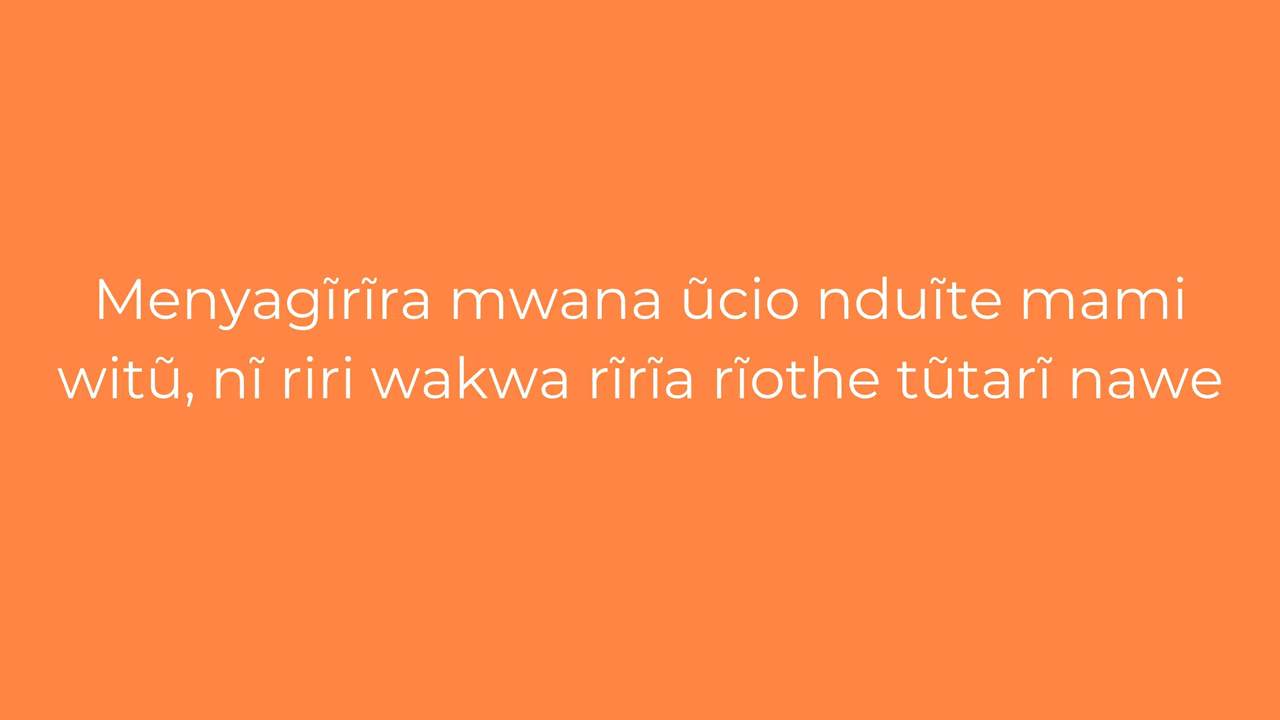 Menyagĩrĩra mwana ũcio nduĩte mami
witũ, nĩ riri wakwa rĩrĩa rĩothe tũtarĩ nawe